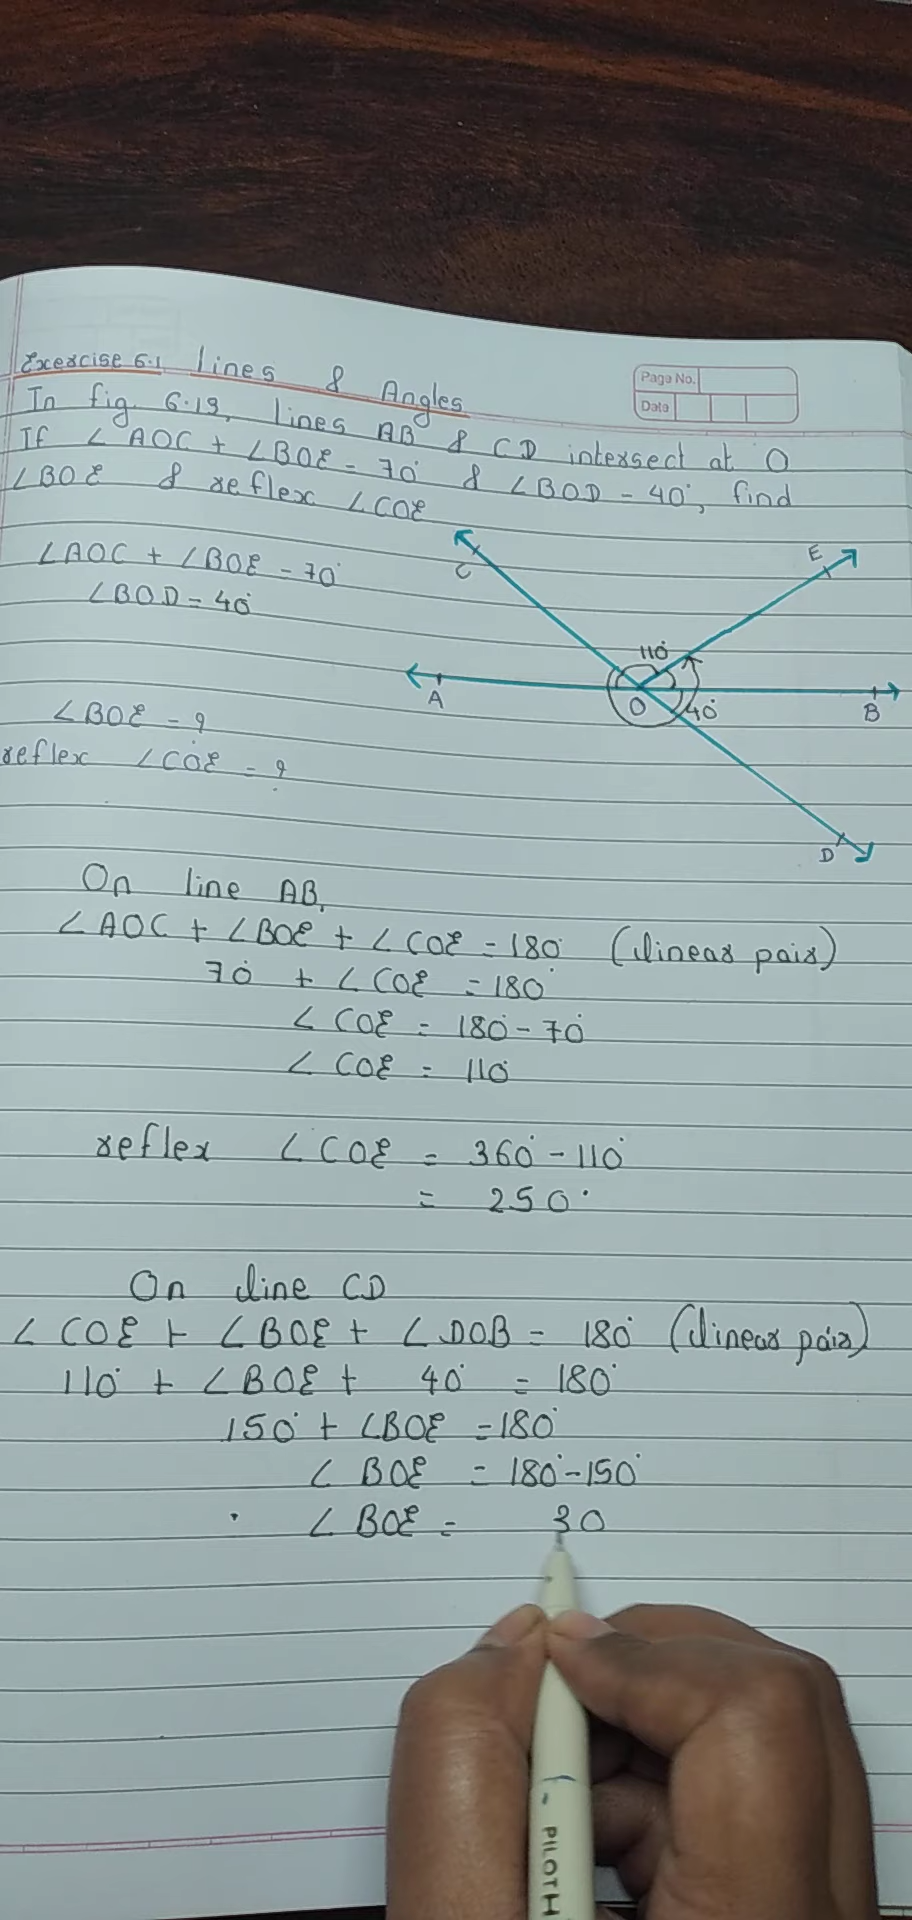 Exercise 6.1 Lines & Angles
Page No.
Date
In fig 6.13, lines AB & CD intersect at O
If ∠AOC + ∠BOE = 70° & ∠BOD = 40°, find
∠BOE & reflex ∠COE
∠AOC + ∠BOE = 70°
∠BOD = 40°
∠BOE = ?
reflex ∠COE = ?
C
E
110°
A
O
40°
B
D
On line AB,
∠AOC + ∠BOE + ∠COE = 180° (linear pair)
70° + ∠COE = 180°
∠COE = 180° - 70°
∠COE = 110°
reflex ∠COE = 360° - 110°
= 250°
On line CD
∠COE + ∠BOE + ∠DOB = 180° (linear pair)
110° + ∠BOE + 40° = 180°
150° + ∠BOE = 180°
∠BOE = 180° - 150°
∠BOE = 30
PILOT H